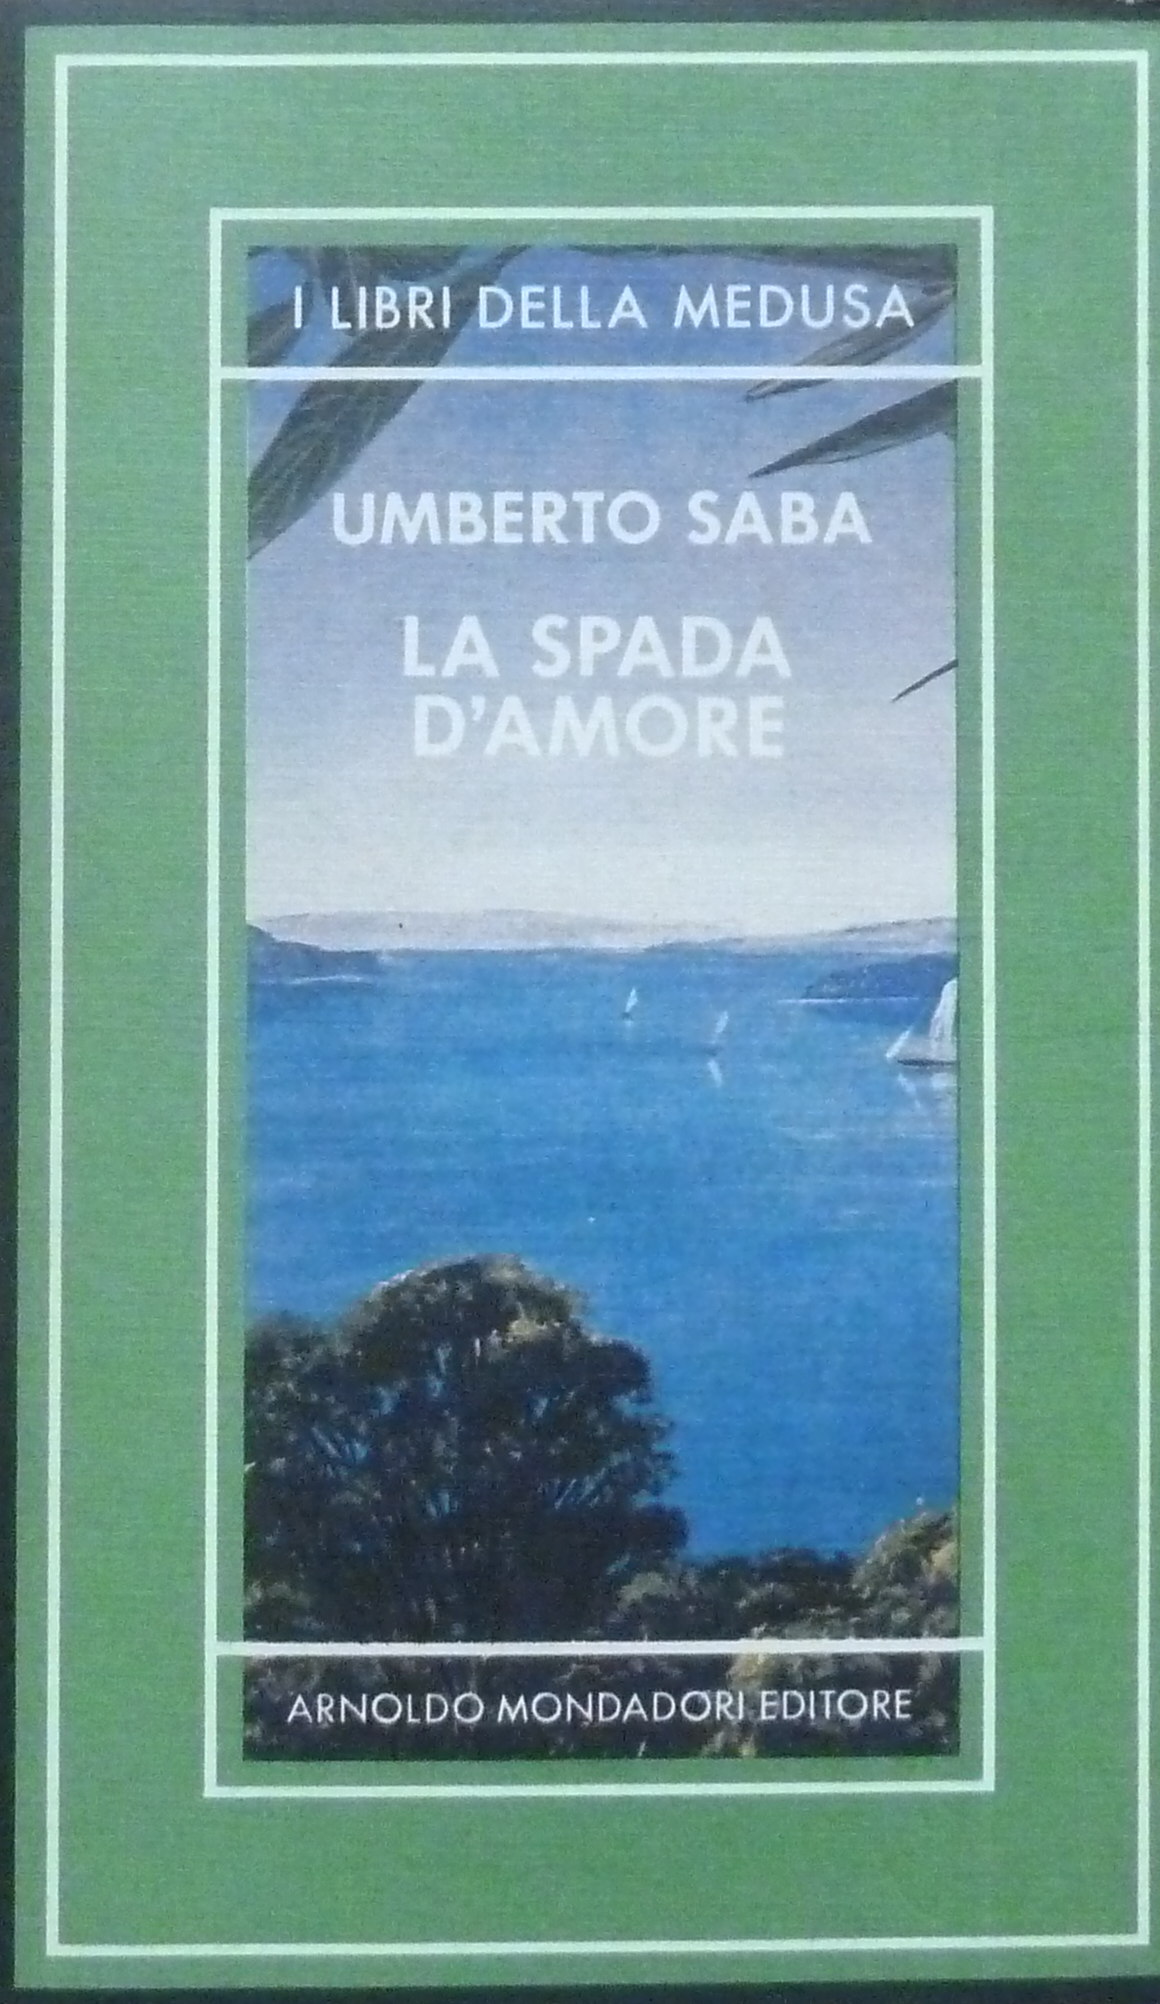 I LIBRI DELLA MEDUSA
UMBERTO SABA
LA SPADA
D'AMORE
ARNOLDO MONDADORI EDITORE